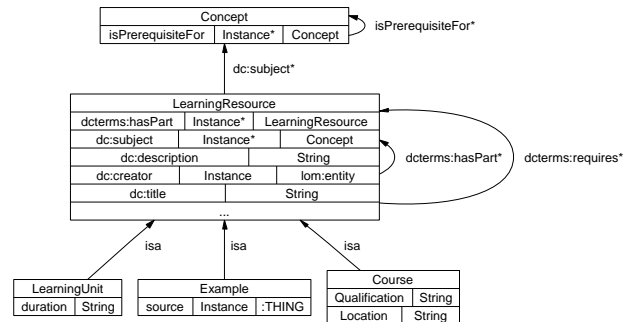 Concept
isPrerequisiteFor Instance* Concept
isPrerequisiteFor*
dc:subject*
LearningResource
dcterms:hasPart Instance* LearningResource
dc:subject Instance* Concept
dc:description String
dcterms:hasPart* dcterms:requires*
dc:creator Instance lom:entity
dc:title String
...
isa isa isa
LearningUnit
duration String
Example
source Instance :THING
Course
Qualification String
Location String